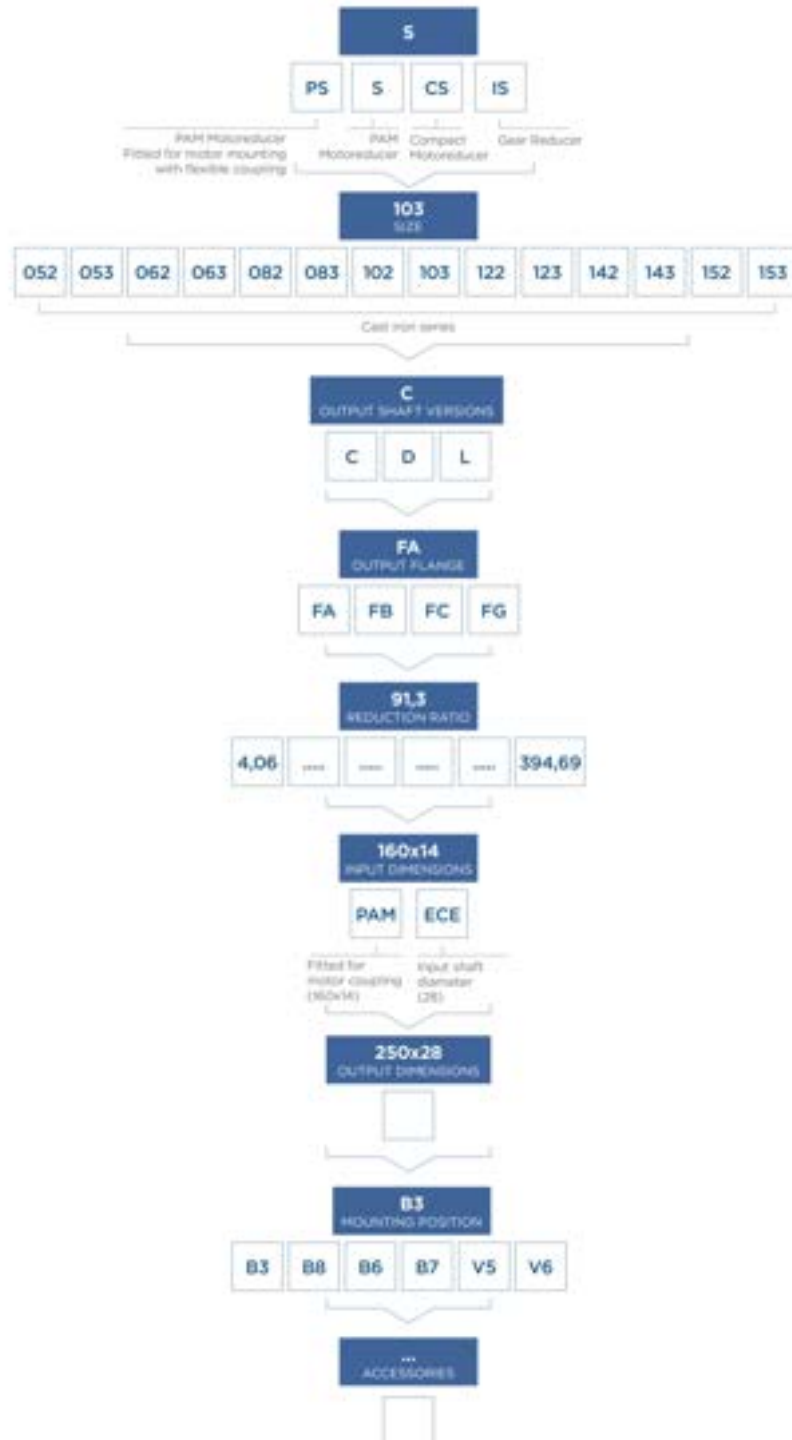 S
PS S CS IS
PAM Motoreducer
Fitted for motor mounting
with flexible coupling
PAM
Motoreducer
Compact
Motoreducer
Gear Reducer
103
SIZE
052 053 062 063 082 083 102 103 122 123 142 143 152 153
Cast iron series
C
OUTPUT SHAFT VERSIONS
C D L
FA
OUTPUT FLANGE
FA FB FC FG
91,3
REDUCTION RATIO
4,06 ..... ..... ..... ..... 394,69
160x14
INPUT DIMENSIONS
PAM ECE
Fitted for
motor coupling
(160x14)
Input shaft
diameter
(28)
250x28
OUTPUT DIMENSIONS
B3
MOUNTING POSITION
B3 B8 B6 B7 V5 V6
...
ACCESSORIES